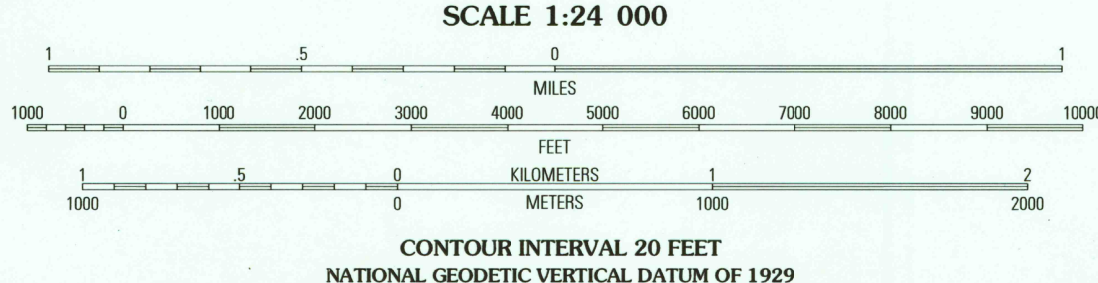 SCALE 1:24 000
1 .5 0 1
MILES
1000 0 1000 2000 3000 4000 5000 6000 7000 8000 9000 10000
FEET
1 .5 0 KILOMETERS 1 2
1000 0 METERS 1000 2000
CONTOUR INTERVAL 20 FEET
NATIONAL GEODETIC VERTICAL DATUM OF 1929